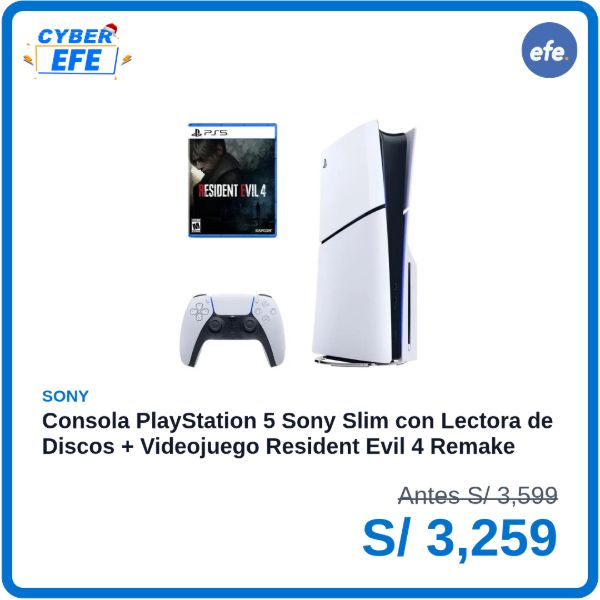 CYBER
EFE
efe.
PS5
RESIDENT EVIL 4
CAPCOM
SONY
Consola PlayStation 5 Sony Slim con Lectora de
Discos + Videojuego Resident Evil 4 Remake
Antes S/ 3,599
S/ 3,259